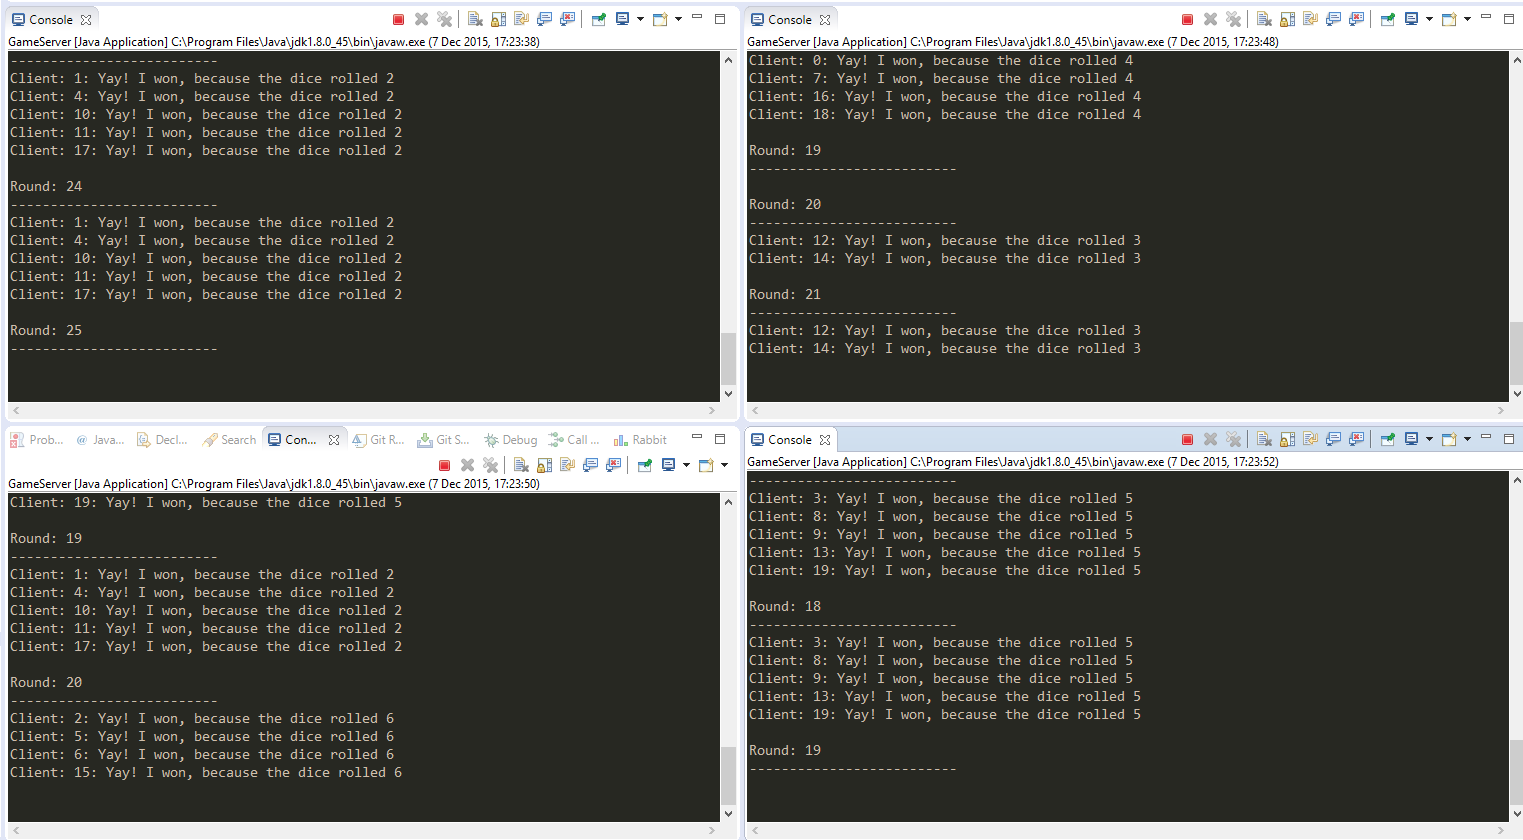 Console
GameServer [Java Application] C:\Program Files\Java\jdk1.8.0_45\bin\javaw.exe (7 Dec 2015, 17:23:38)
--------------------------
Client: 1: Yay! I won, because the dice rolled 2
Client: 4: Yay! I won, because the dice rolled 2
Client: 10: Yay! I won, because the dice rolled 2
Client: 11: Yay! I won, because the dice rolled 2
Client: 17: Yay! I won, because the dice rolled 2
Round: 24
--------------------------
Client: 1: Yay! I won, because the dice rolled 2
Client: 4: Yay! I won, because the dice rolled 2
Client: 10: Yay! I won, because the dice rolled 2
Client: 11: Yay! I won, because the dice rolled 2
Client: 17: Yay! I won, because the dice rolled 2
Round: 25
--------------------------
Console
GameServer [Java Application] C:\Program Files\Java\jdk1.8.0_45\bin\javaw.exe (7 Dec 2015, 17:23:48)
Client: 0: Yay! I won, because the dice rolled 4
Client: 7: Yay! I won, because the dice rolled 4
Client: 16: Yay! I won, because the dice rolled 4
Client: 18: Yay! I won, because the dice rolled 4
Round: 19
--------------------------
Round: 20
--------------------------
Client: 12: Yay! I won, because the dice rolled 3
Client: 14: Yay! I won, because the dice rolled 3
Round: 21
--------------------------
Client: 12: Yay! I won, because the dice rolled 3
Client: 14: Yay! I won, because the dice rolled 3
Prob... @ Java... Decl... Search Con... Git R... Git S... Debug Call ... Rabbit
GameServer [Java Application] C:\Program Files\Java\jdk1.8.0_45\bin\javaw.exe (7 Dec 2015, 17:23:50)
Client: 19: Yay! I won, because the dice rolled 5
Round: 19
--------------------------
Client: 1: Yay! I won, because the dice rolled 2
Client: 4: Yay! I won, because the dice rolled 2
Client: 10: Yay! I won, because the dice rolled 2
Client: 11: Yay! I won, because the dice rolled 2
Client: 17: Yay! I won, because the dice rolled 2
Round: 20
--------------------------
Client: 2: Yay! I won, because the dice rolled 6
Client: 5: Yay! I won, because the dice rolled 6
Client: 6: Yay! I won, because the dice rolled 6
Client: 15: Yay! I won, because the dice rolled 6
Console
GameServer [Java Application] C:\Program Files\Java\jdk1.8.0_45\bin\javaw.exe (7 Dec 2015, 17:23:52)
--------------------------
Client: 3: Yay! I won, because the dice rolled 5
Client: 8: Yay! I won, because the dice rolled 5
Client: 9: Yay! I won, because the dice rolled 5
Client: 13: Yay! I won, because the dice rolled 5
Client: 19: Yay! I won, because the dice rolled 5
Round: 18
--------------------------
Client: 3: Yay! I won, because the dice rolled 5
Client: 8: Yay! I won, because the dice rolled 5
Client: 9: Yay! I won, because the dice rolled 5
Client: 13: Yay! I won, because the dice rolled 5
Client: 19: Yay! I won, because the dice rolled 5
Round: 19
--------------------------